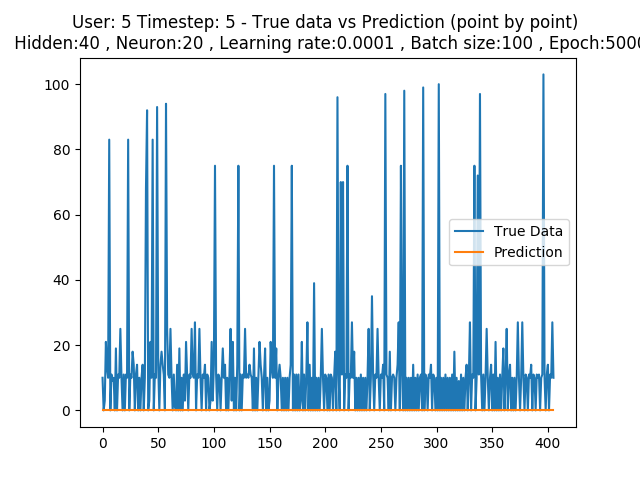 User: 5 Timestep: 5 - True data vs Prediction (point by point)
Hidden:40 , Neuron:20 , Learning rate:0.0001 , Batch size:100 , Epoch:5000
100
80
60
40
20
0
True Data
Prediction
0 50 100 150 200 250 300 350 400